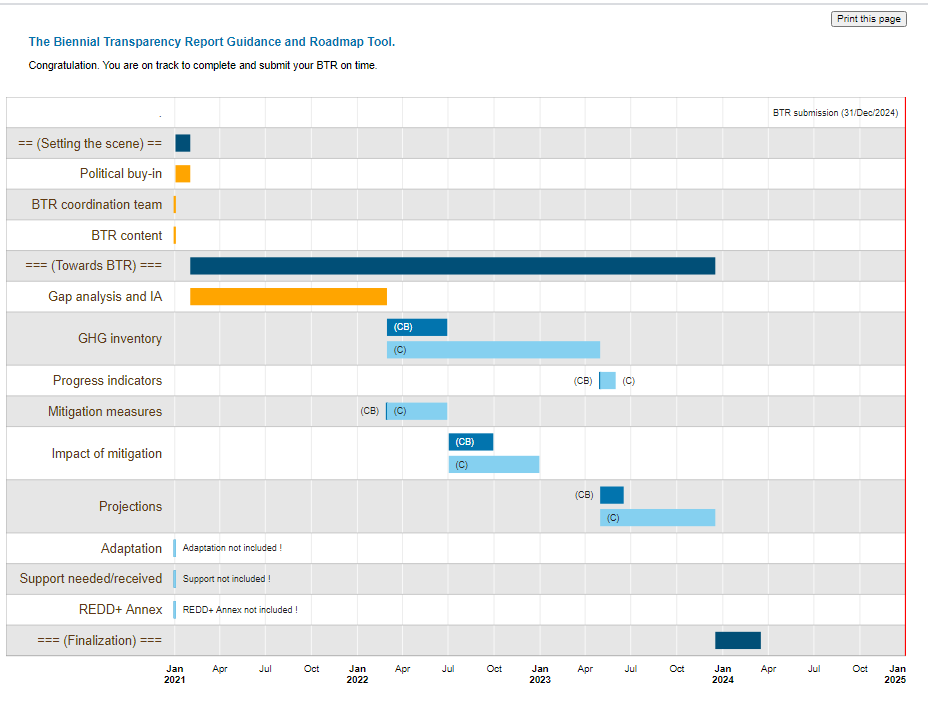 Print this page
The Biennial Transparency Report Guidance and Roadmap Tool.
Congratulation. You are on track to complete and submit your BTR on time.
. BTR submission (31/Dec/2024)
== (Setting the scene) ==
Political buy-in
BTR coordination team
BTR content
=== (Towards BTR) ===
Gap analysis and IA
(CB)
GHG inventory
(C)
Progress indicators (CB) (C)
Mitigation measures (CB) (C)
(CB)
Impact of mitigation
(C)
(CB)
Projections
(C)
Adaptation Adaptation not included !
Support needed/received Support not included !
REDD+ Annex REDD+ Annex not included !
=== (Finalization) ===
Jan Apr Jul Oct Jan Apr Jul Oct Jan Apr Jul Oct Jan Apr Jul Oct Jan
2021 2022 2023 2024 2025